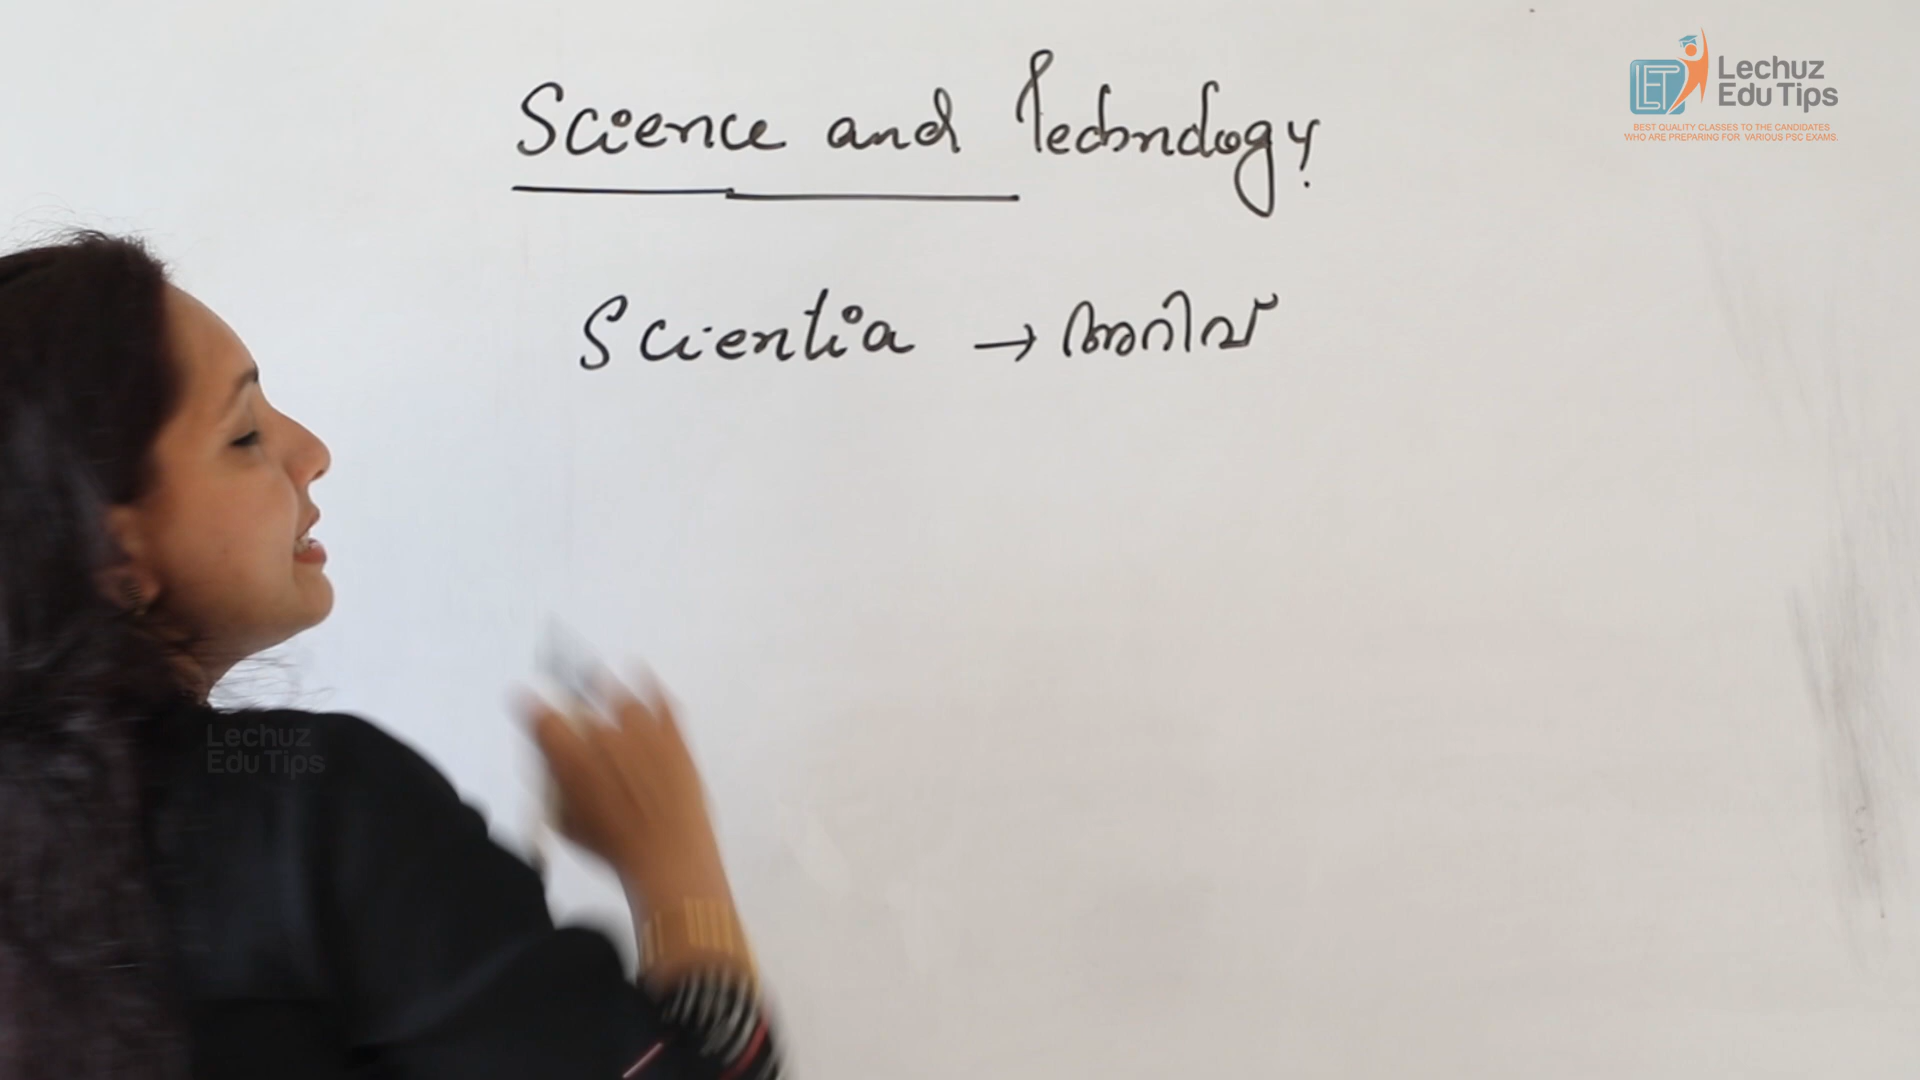 Science and Technology
Scientia → അറിവ്
Lechuz
Edu Tips
BEST QUALITY CLASSES TO THE CANDIDATES
WHO ARE PREPARING FOR VARIOUS PSC EXAMS.
Lechuz
Edu Tips